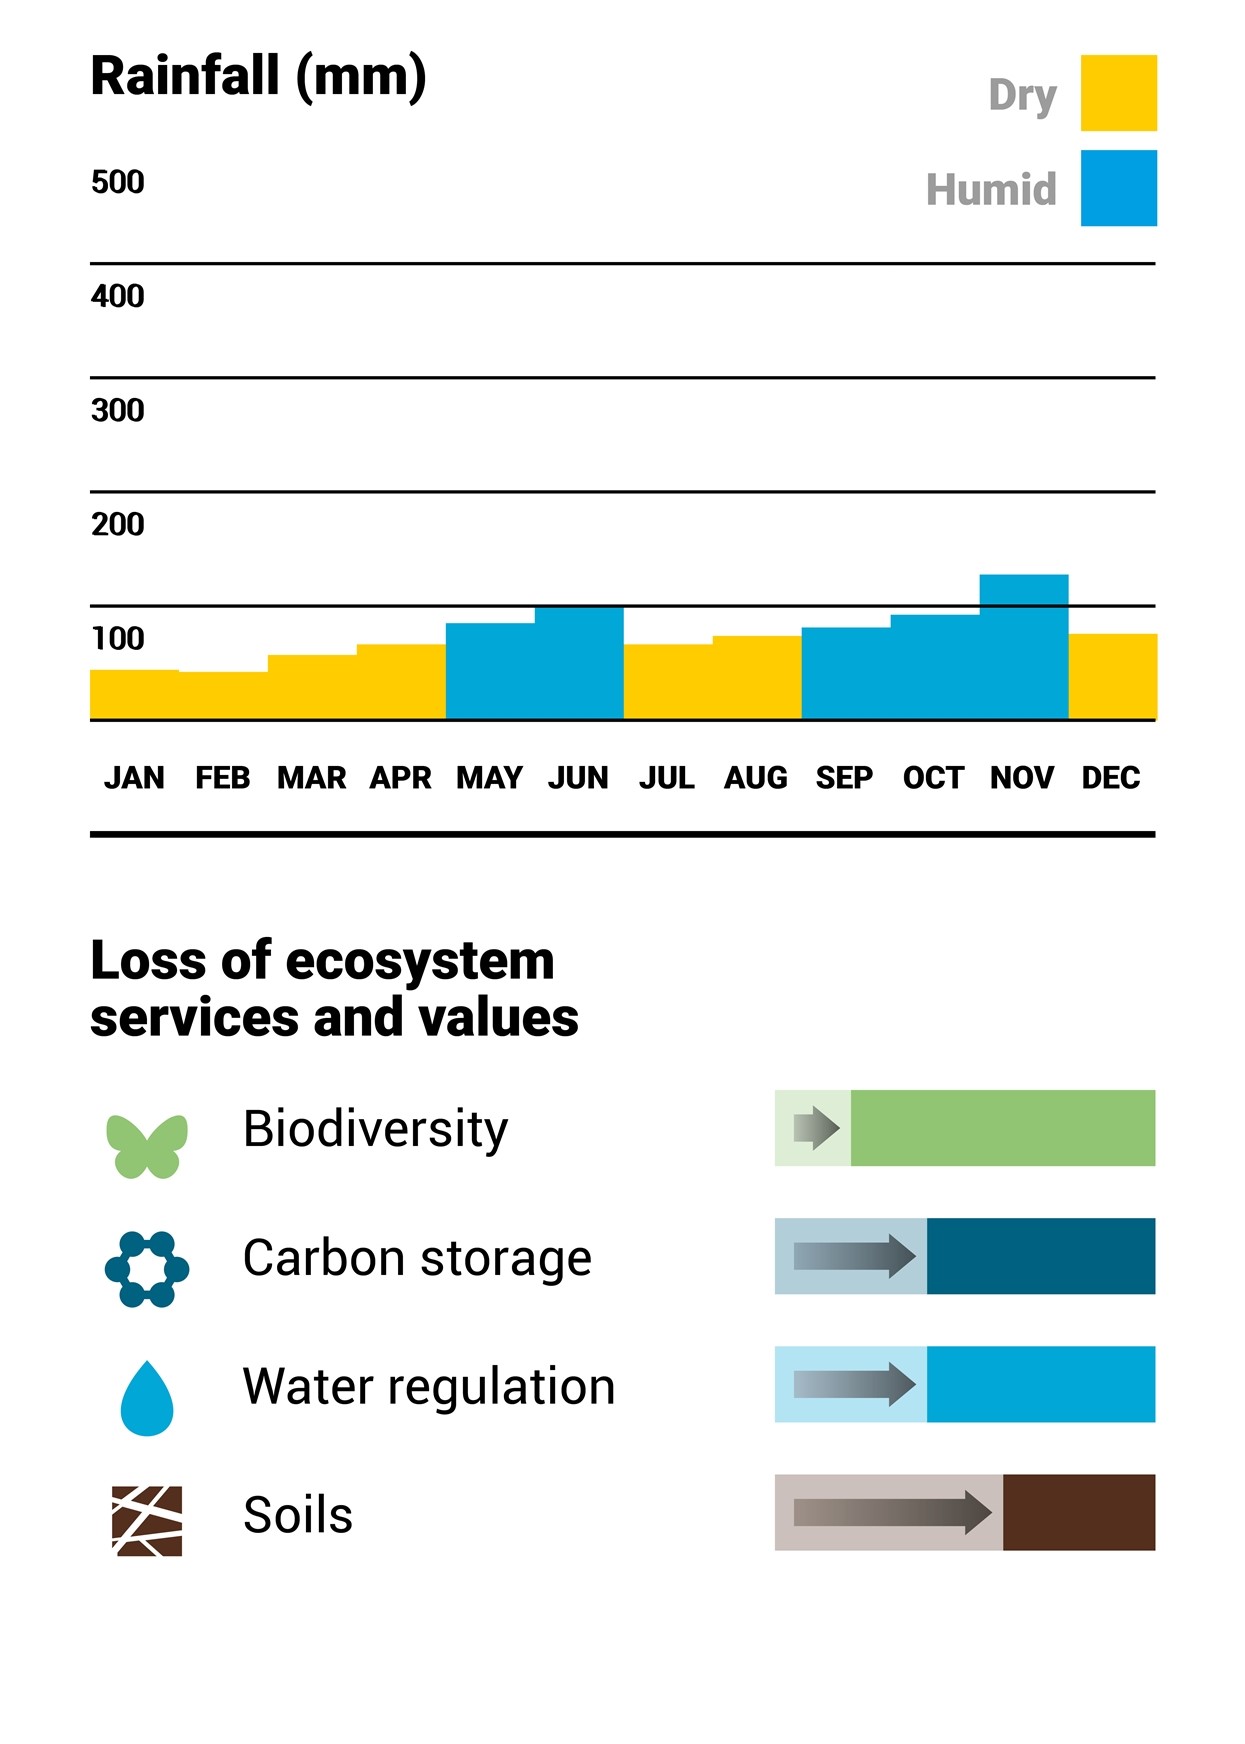 Rainfall (mm)
Dry
Humid
500
400
300
200
100
JAN FEB MAR APR MAY JUN JUL AUG SEP OCT NOV DEC
Loss of ecosystem
services and values
Biodiversity
Carbon storage
Water regulation
Soils